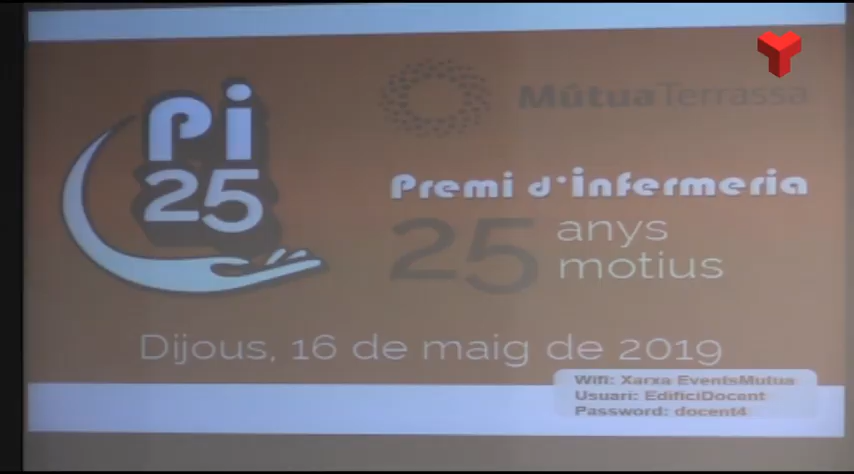 MútuaTerrassa
Pi
25
Premi d'infermeria
25 anys
motius
Dijous, 16 de maig de 2019
Wifi: Xarxa EventsMutua
Usuari: EdificiDocent
Password: docent4